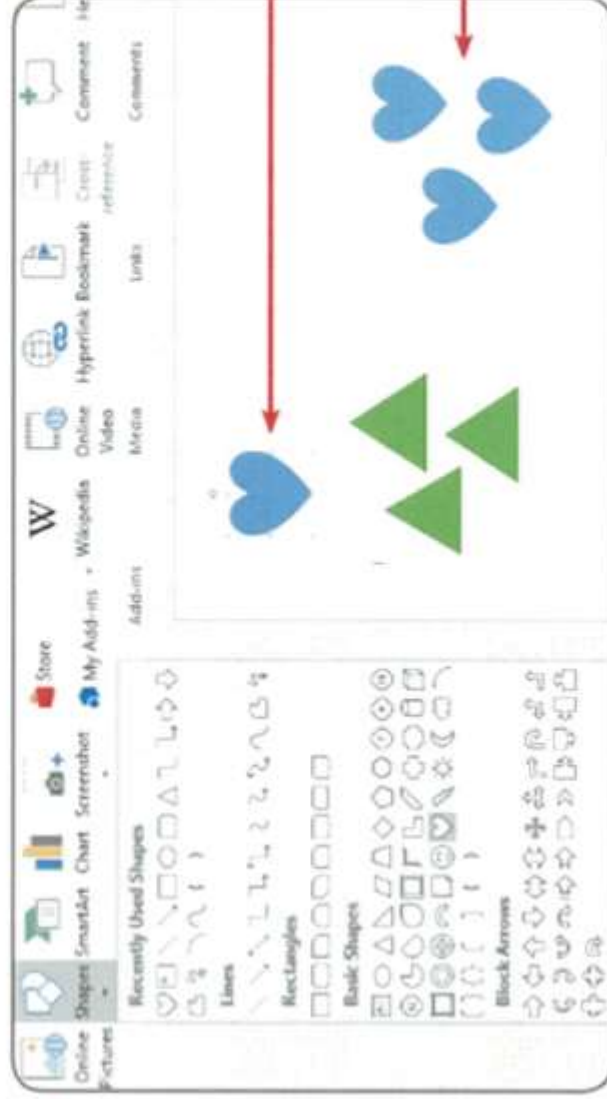 Online
Pictures
Shapes
SmartArt
Chart
Screenshot
Store
My Add-ins
W
Wikipedia
Online
Video
Hyperlink
Bookmark
Cross-
reference
Comment
He
Add-ins
Media
Links
Comments
Recently Used Shapes
Lines
Rectangles
Basic Shapes
Block Arrows